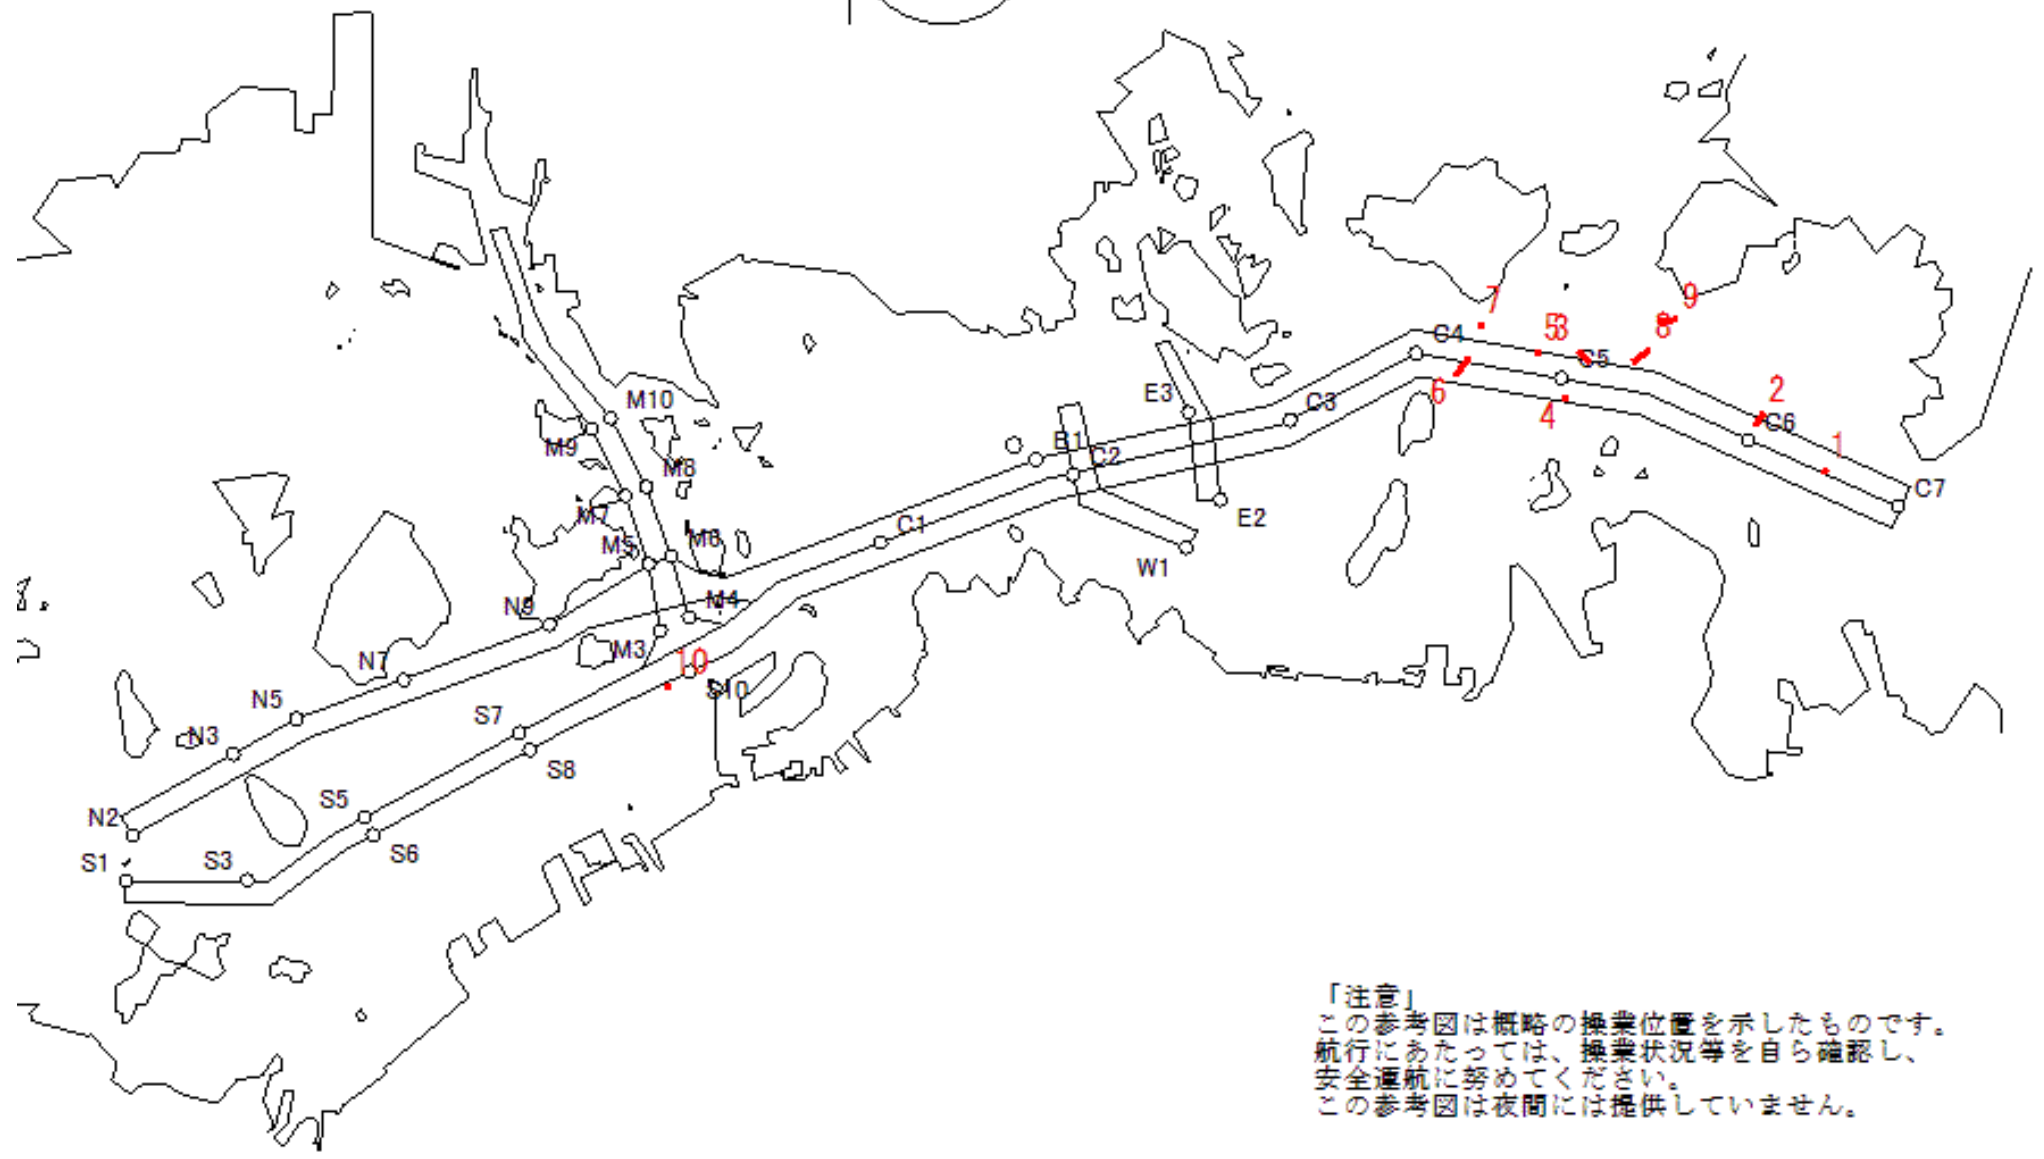 7
9
53
8
C4
C5
6
4
2
C6
1
C7
M10
E3
C3
M9
B1
C2
M8
M7
E2
C1
M5
M6
W1
N9
M4
M3
10
S10
N7
N5
S7
N3
S8
S5
N2
S6
S1
S3
「注意」
この参考図は概略の操業位置を示したものです。
航行にあたっては、操業状況等を自ら確認し、
安全運航に努めてください。
この参考図は夜間には提供していません。